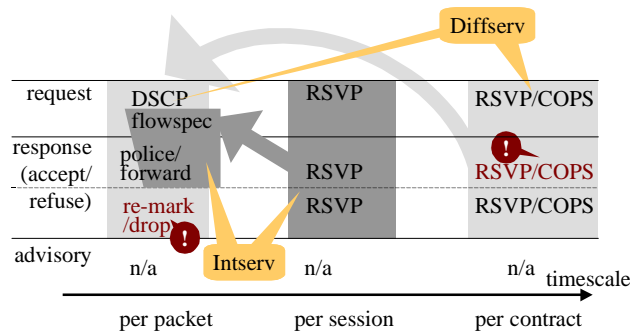 Diffserv
request
DSCP
RSVP
RSVP/COPS
flowspec
response
(accept/
refuse)
police/
forward
RSVP
!
RSVP/COPS
re-mark
/drop
!
RSVP
RSVP/COPS
advisory
n/a
Intserv
n/a
n/a
timescale
per packet
per session
per contract